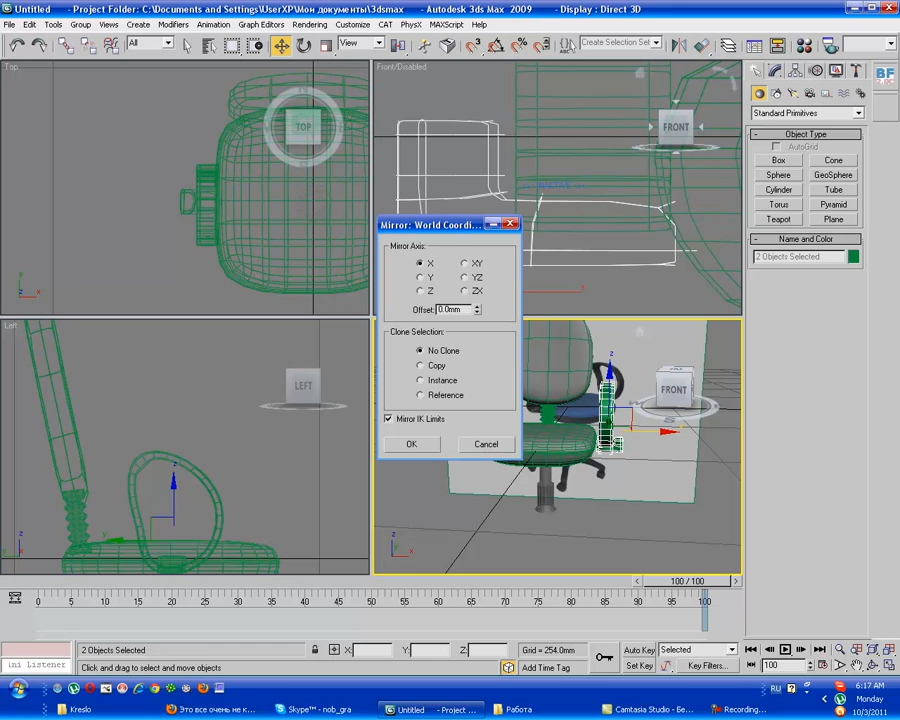 Untitled - Project Folder: C:\Documents and Settings\UserXP\Мои документы\3dsmax - Autodesk 3ds Max 2009 - Display : Direct 3D
File Edit Tools Group Views Create Modifiers Animation Graph Editors Rendering Customize CAT PhysX MAXScript Help
All View Create Selection Set
Top
TOP
Front/Disabled
FRONT
Standard Primitives
- Object Type
AutoGrid
Box Cone
Sphere GeoSphere
Cylinder Tube
Torus Pyramid
Teapot Plane
- Name and Color
2 Objects Selected
BF
Mirror: World Coordi...
Mirror Axis:
X XY
Y YZ
Z ZX
Offset: 0.0mm
Clone Selection:
No Clone
Copy
Instance
Reference
Mirror IK Limits
OK Cancel
Left
LEFT
FRONT
z
y
x
100 / 100
0 5 10 15 20 25 30 35 40 45 50 55 60 65 70 75 80 85 90 95 100
2 Objects Selected X: Y: Z: Grid = 254.0mm Auto Key Selected
ini Listener Click and drag to select and move objects Add Time Tag Set Key Key Filters... 100
RU 6:17 AM
Monday
10/3/2011
Kreslo Это все очень не к... Skype™ - nob_gra Untitled - Project ... Работа Camtasia Studio - Бе... Recording...